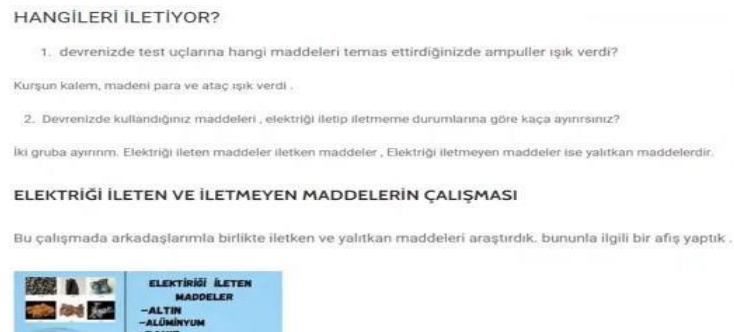 HANGİLERİ İLETİYOR?
1. devrenizde test uçlarına hangi maddeleri temas ettirdiğinizde ampuller ışık verdi?
Kurşun kalem, madeni para ve ataç ışık verdi .
2. Devrenizde kullandığınız maddeleri , elektriği iletip iletmeme durumlarına göre kaça ayırırsınız?
İki gruba ayırırım. Elektriği ileten maddeler iletken maddeler , Elektriği iletmeyen maddeler ise yalıtkan maddelerdir.
ELEKTRİĞİ İLETEN VE İLETMEYEN MADDELERİN ÇALIŞMASI
Bu çalışmada arkadaşlarımla birlikte iletken ve yalıtkan maddeleri araştırdık. bununla ilgili bir afiş yaptık .
ELEKTİRİĞİ İLETEN
MADDELER
-ALTIN
-ALÜMİNYUM